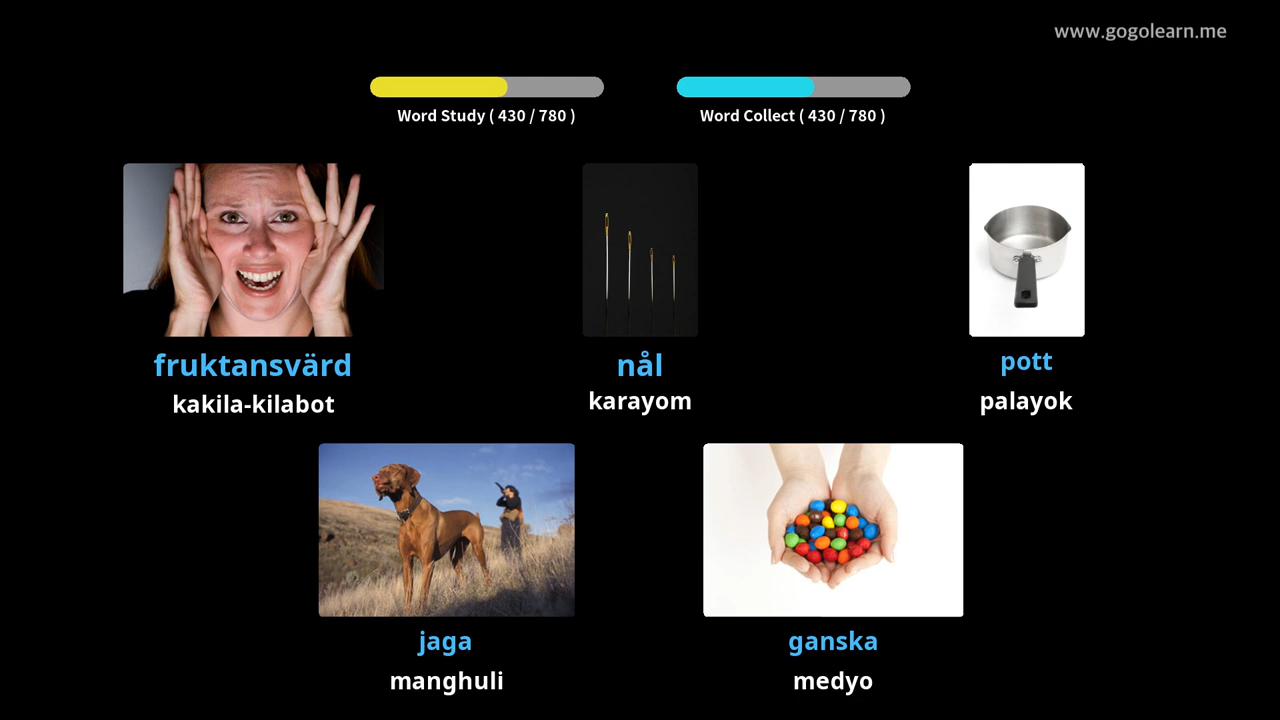 www.gogolearn.me
Word Study ( 430 / 780 )
Word Collect ( 430 / 780 )
fruktansvärd
kakila-kilabot
nål
karayom
pott
palayok
jaga
manghuli
ganska
medyo